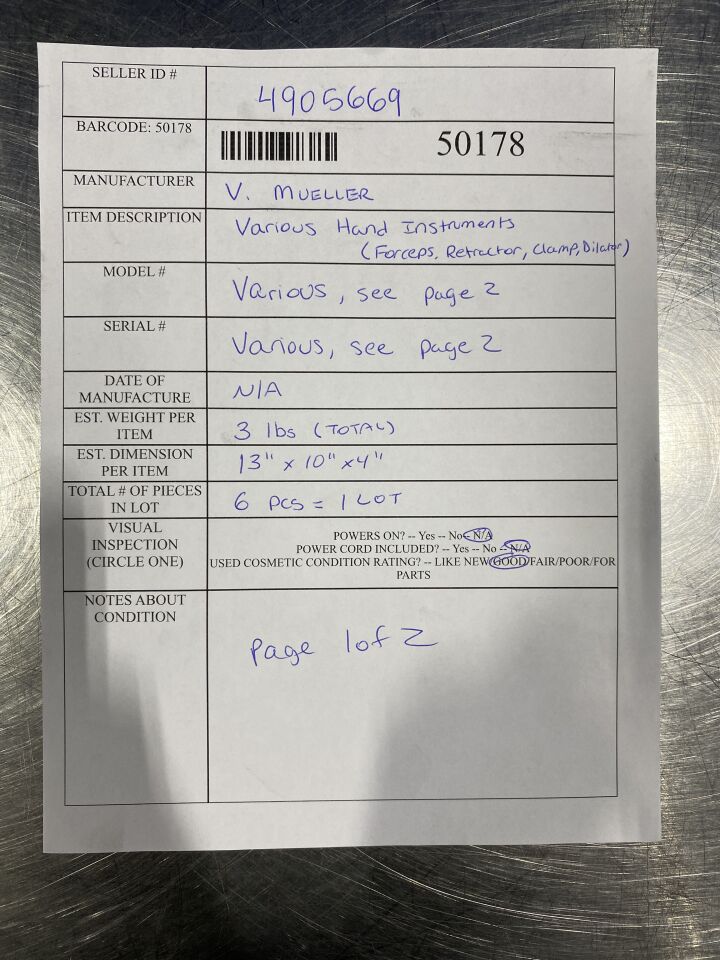 SELLER ID #
4905669
BARCODE: 50178
50178
MANUFACTURER
V. MUELLER
ITEM DESCRIPTION
Various Hand Instruments
(Forceps, Retractor, Clamp, Dilator)
MODEL #
Various, see page 2
SERIAL #
Various, see page 2
DATE OF
MANUFACTURE
N/A
EST. WEIGHT PER
ITEM
3 lbs (TOTAL)
EST. DIMENSION
PER ITEM
13" x 10" x4"
TOTAL # OF PIECES
IN LOT
6 pcs = 1 LOT
VISUAL
INSPECTION
(CIRCLE ONE)
POWERS ON? -- Yes -- No -- N/A
POWER CORD INCLUDED? -- Yes -- No -- N/A
USED COSMETIC CONDITION RATING? -- LIKE NEW/GOOD/FAIR/POOR/FOR
PARTS
NOTES ABOUT
CONDITION
Page 1 of 2